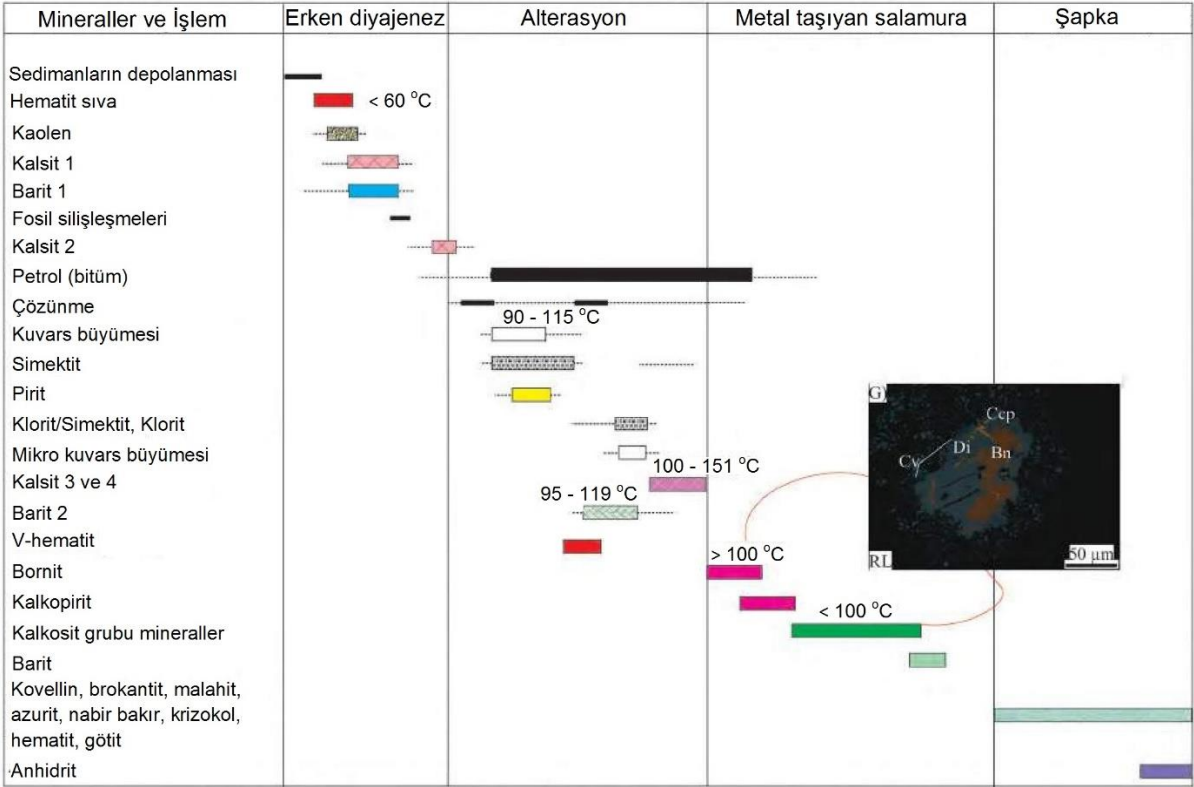 Mineraller ve İşlem
Erken diyajenez
Alterasyon
Metal taşıyan salamura
Şapka
Sedimanların depolanması
Hematit sıva
< 60 °C
Kaolen
Kalsit 1
Barit 1
Fosil silişleşmeleri
Kalsit 2
Petrol (bitüm)
Çözünme
90 - 115 °C
Kuvars büyümesi
Simektit
Pirit
Klorit/Simektit, Klorit
Mikro kuvars büyümesi
100 - 151 °C
Kalsit 3 ve 4
95 - 119 °C
Barit 2
V-hematit
> 100 °C
Bornit
Kalkopirit
< 100 °C
Kalkosit grubu mineraller
Barit
Kovellin, brokantit, malahit,
azurit, nabir bakır, krizokol,
hematit, götit
Anhidrit
G)
Ccp
Di
Bn
Cv
RL
50 µm